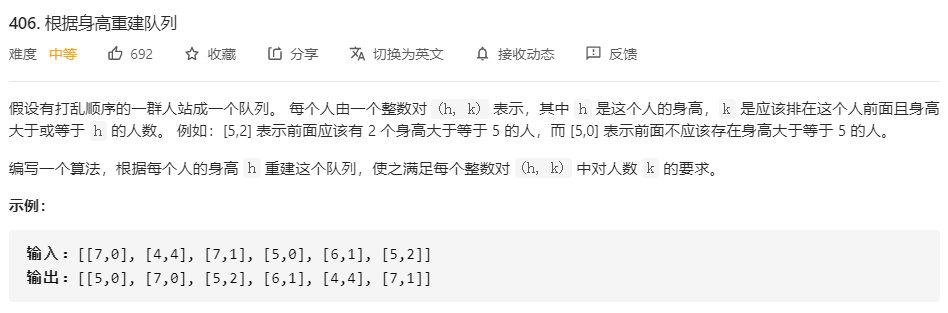 406. 根据身高重建队列
难度 中等 692 收藏 分享 切换为英文 接收动态 反馈
假设有打乱顺序的一群人站成一个队列。 每个人由一个整数对 (h, k) 表示，其中 h 是这个人的身高，k 是应该排在这个人前面且身高
大于或等于 h 的人数。 例如：[5,2] 表示前面应该有 2 个身高大于等于 5 的人，而 [5,0] 表示前面不应该存在身高大于等于 5 的人。
编写一个算法，根据每个人的身高 h 重建这个队列，使之满足每个整数对 (h, k) 中对人数 k 的要求。
示例：
输入：[[7,0], [4,4], [7,1], [5,0], [6,1], [5,2]]
输出：[[5,0], [7,0], [5,2], [6,1], [4,4], [7,1]]